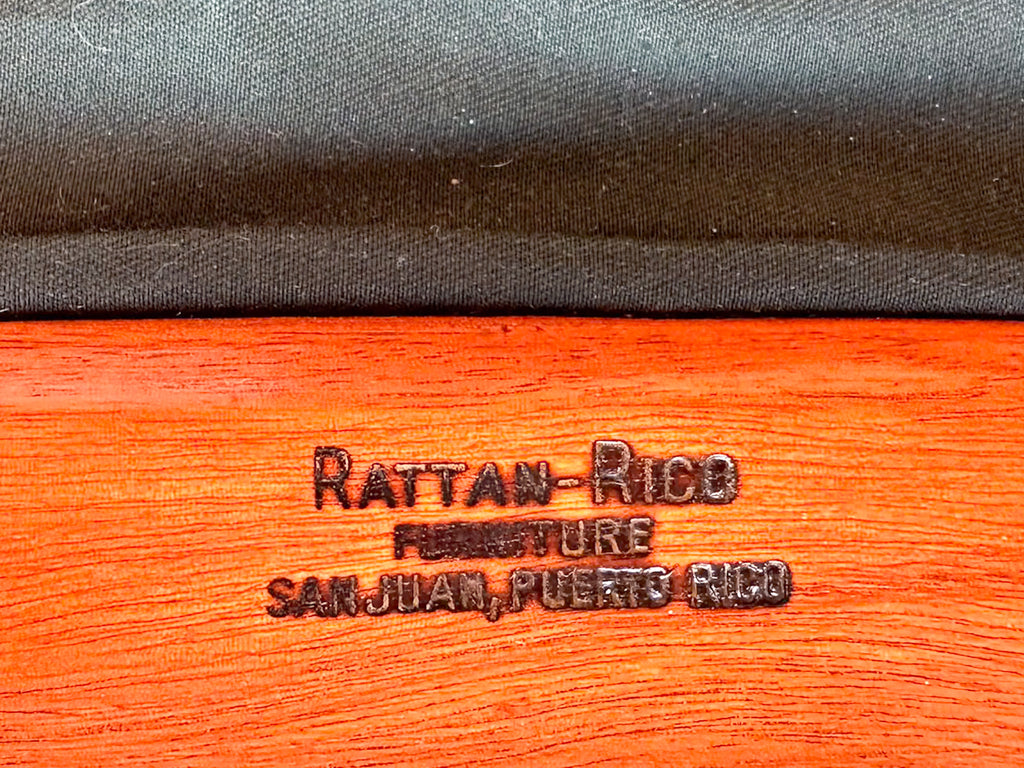 RATTAN-RICO
FURNITURE
SAN JUAN, PUERTO RICO